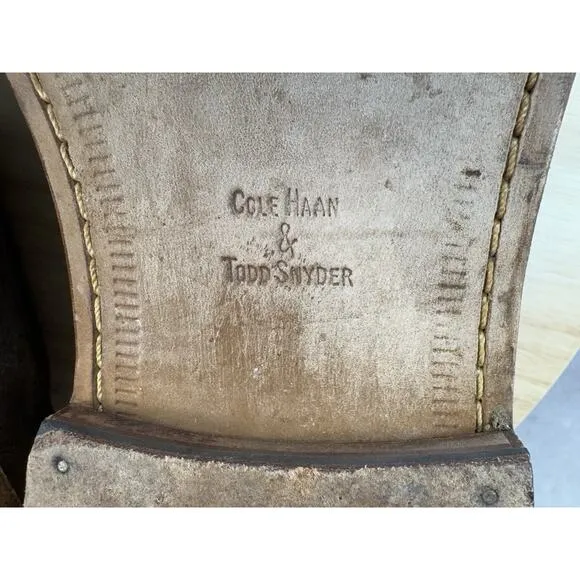 COLE HAAN
&
TODD SNYDER